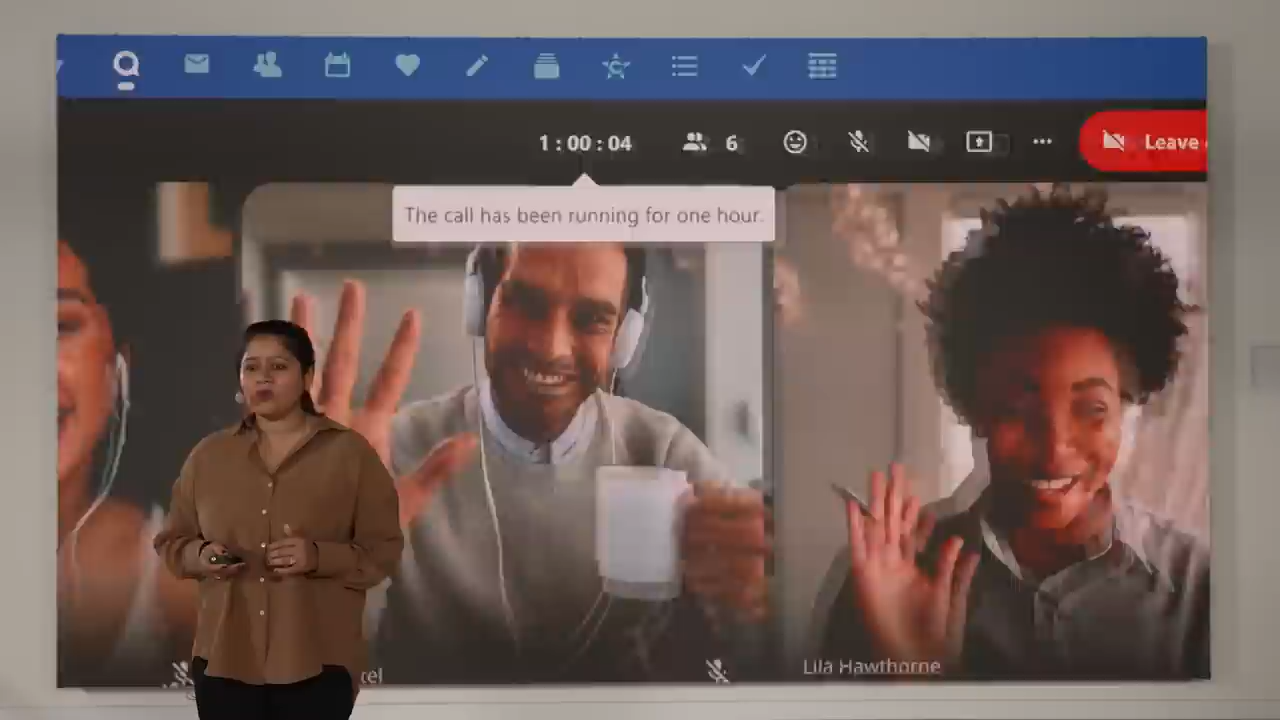 1:00:04
6
Leave
The call has been running for one hour.
Lila Hawthorne